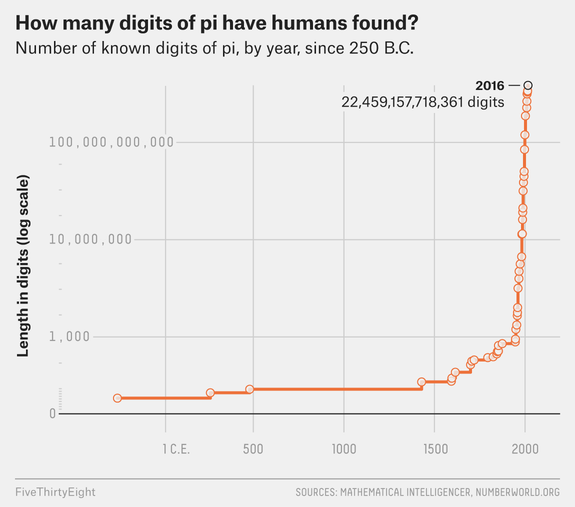 How many digits of pi have humans found?
Number of known digits of pi, by year, since 250 B.C.
2016
22,459,157,718,361 digits
100,000,000,000
10,000,000
1,000
0
Length in digits (log scale)
1 C.E.
500
1000
1500
2000
FiveThirtyEight
SOURCES: MATHEMATICAL INTELLIGENCER, NUMBERWORLD.ORG